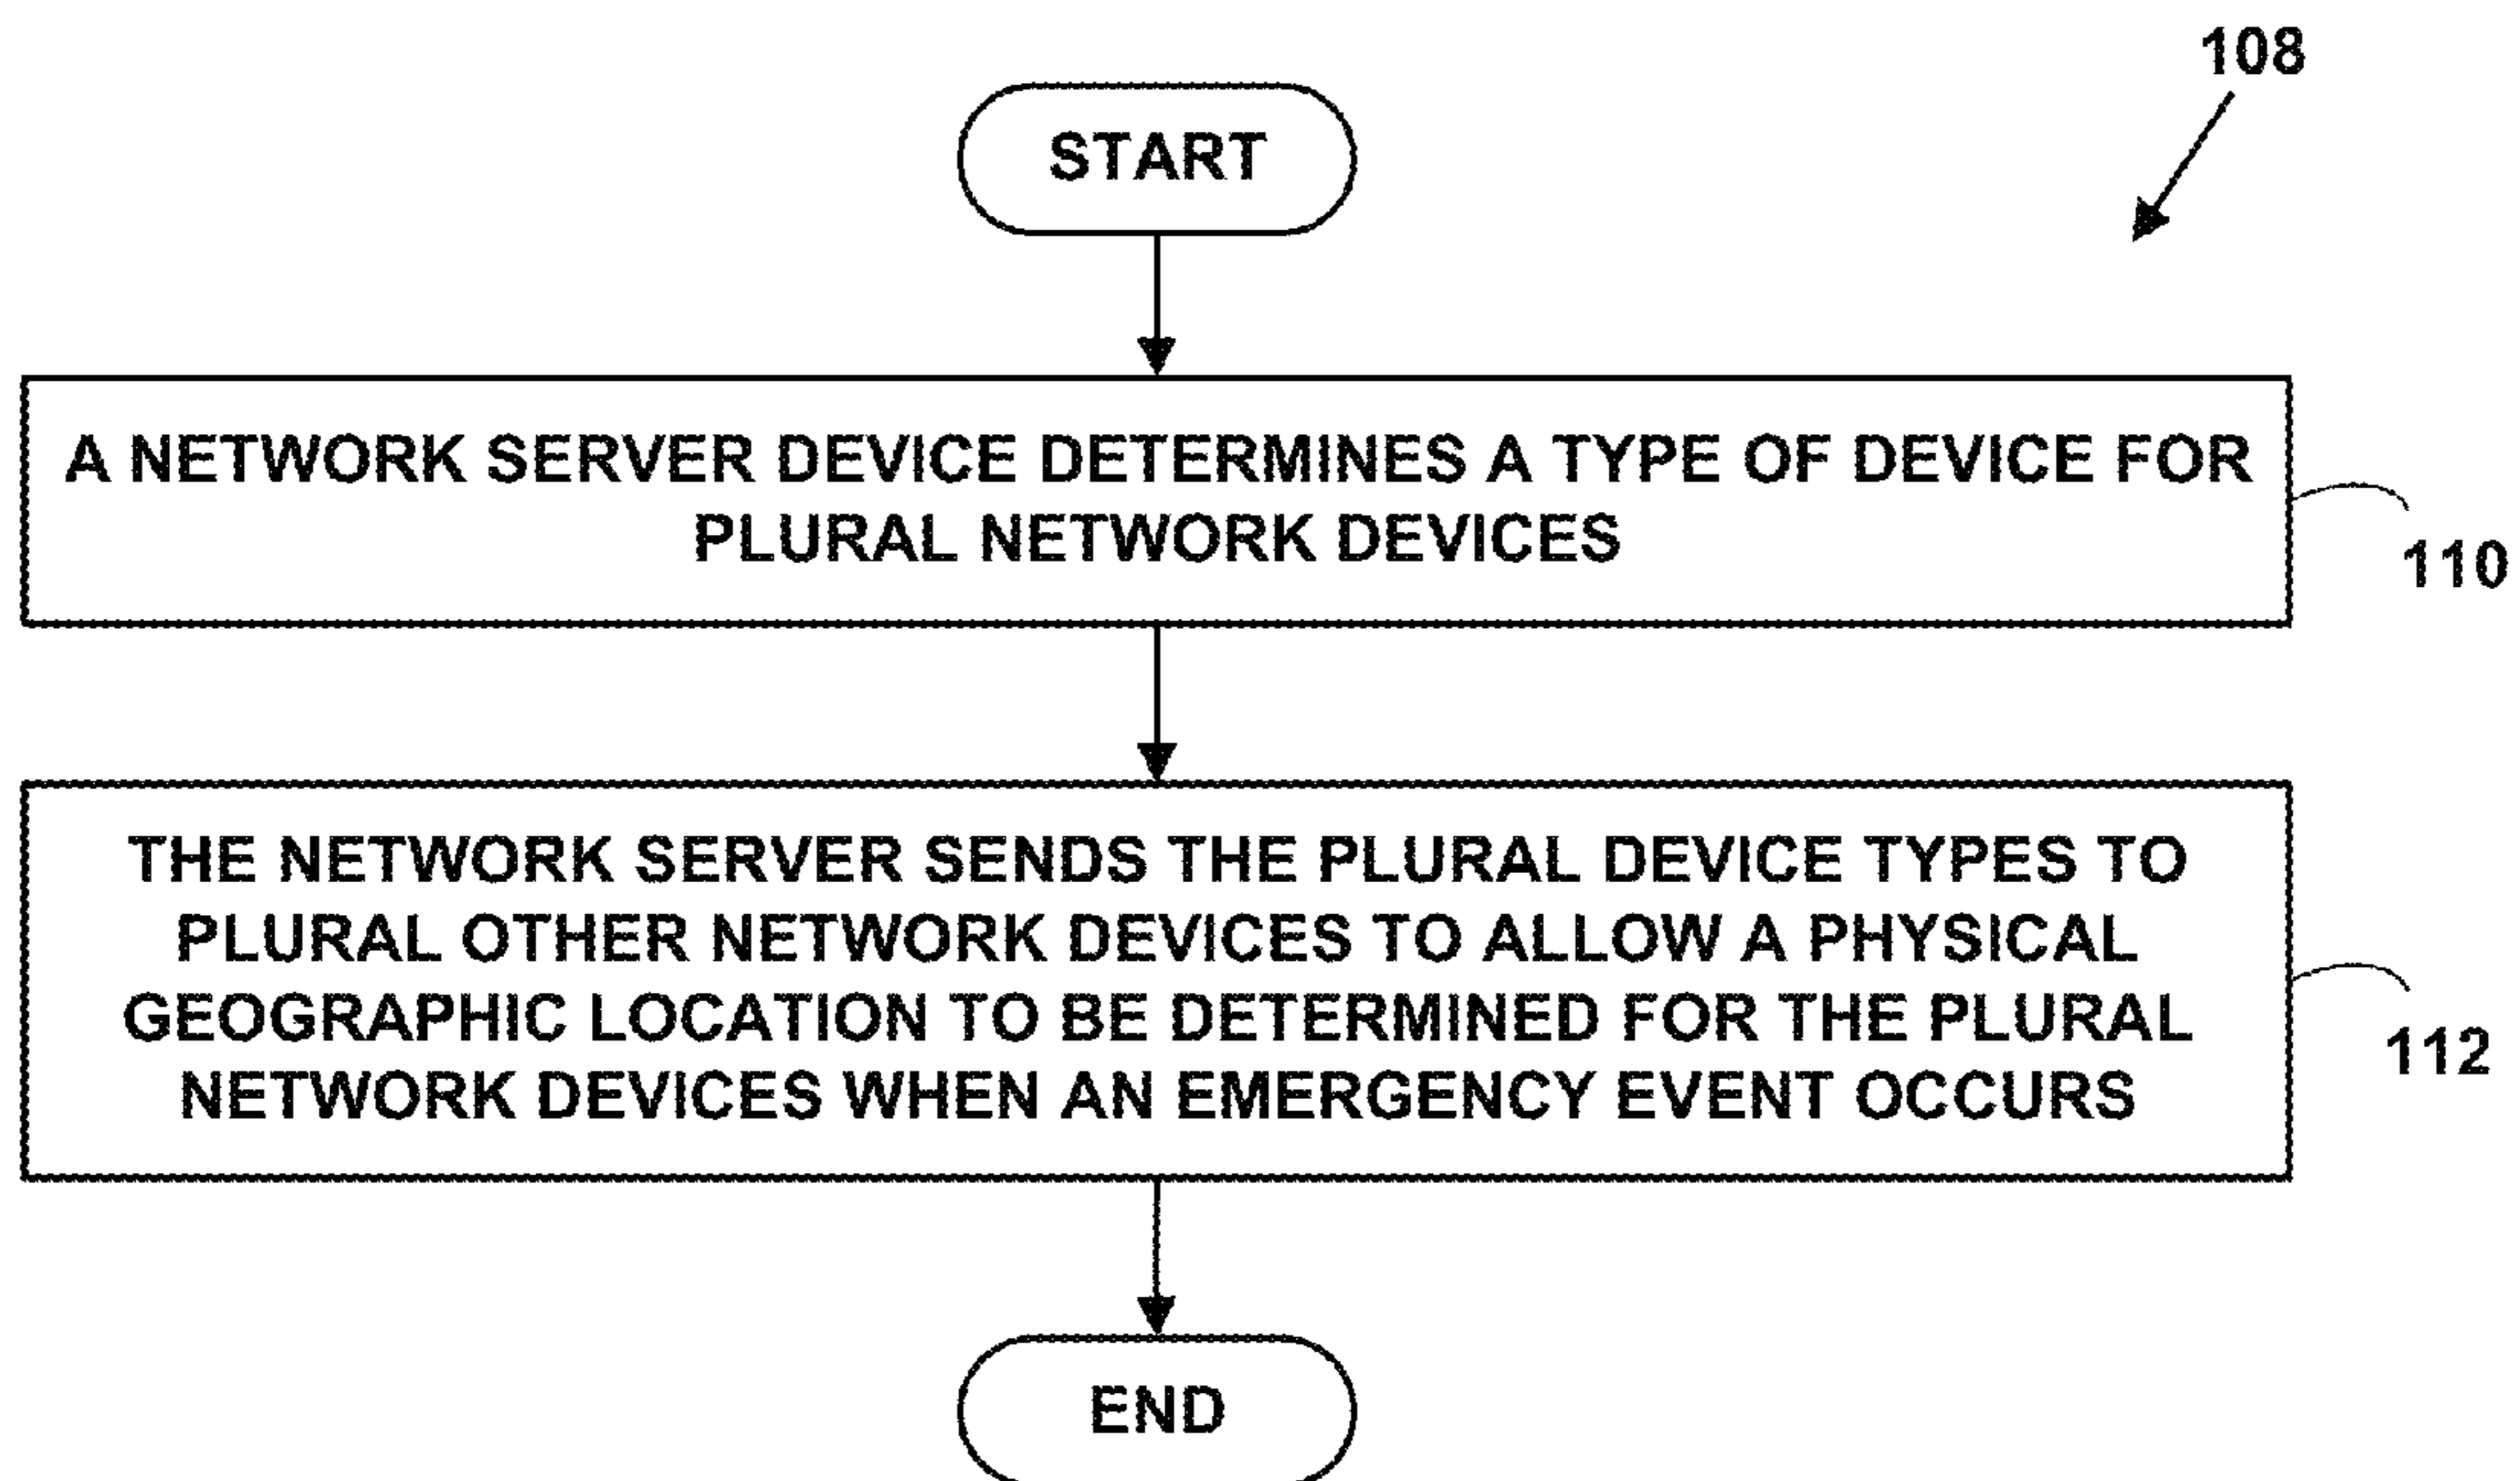 108
START
A NETWORK SERVER DEVICE DETERMINES A TYPE OF DEVICE FOR
PLURAL NETWORK DEVICES
110
THE NETWORK SERVER SENDS THE PLURAL DEVICE TYPES TO
PLURAL OTHER NETWORK DEVICES TO ALLOW A PHYSICAL
GEOGRAPHIC LOCATION TO BE DETERMINED FOR THE PLURAL
NETWORK DEVICES WHEN AN EMERGENCY EVENT OCCURS
112
END